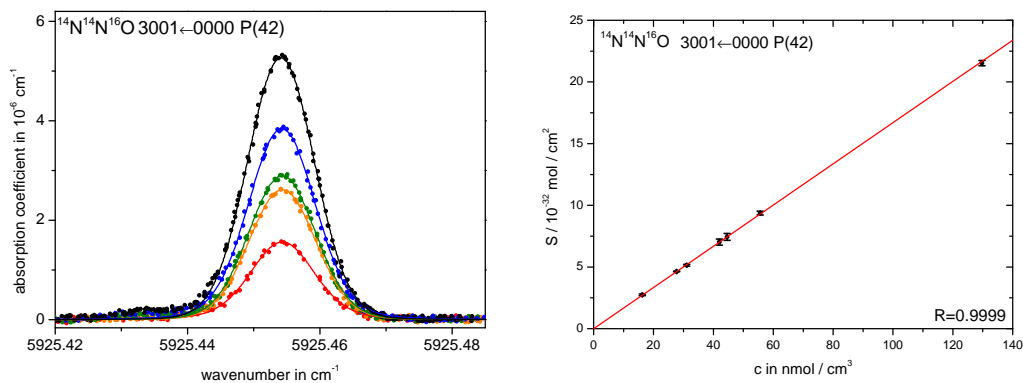 ¹⁴N¹⁴N¹⁶O 3001←0000 P(42)
absorption coefficient in 10⁻⁶ cm⁻¹
6
4
2
0
5925.42 5925.44 5925.46 5925.48
wavenumber in cm⁻¹
¹⁴N¹⁴N¹⁶O 3001←0000 P(42)
S / 10⁻³² mol / cm²
25
20
15
10
5
0
R=0.9999
0 20 40 60 80 100 120 140
c in nmol / cm³